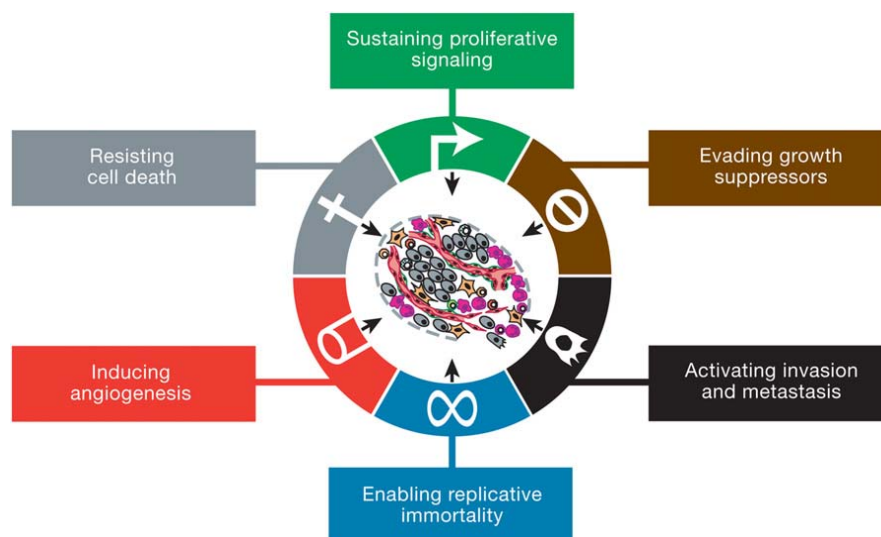 Sustaining proliferative
signaling
Resisting
cell death
Evading growth
suppressors
Inducing
angiogenesis
Activating invasion
and metastasis
Enabling replicative
immortality